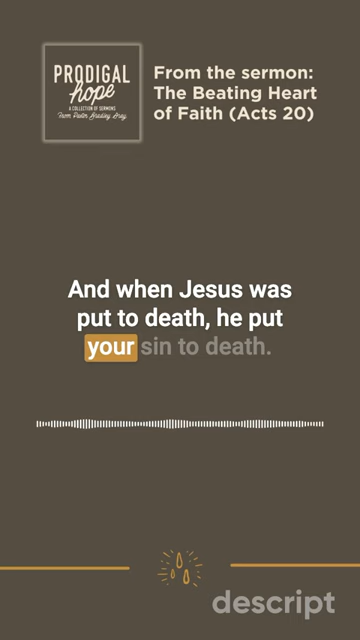 PRODIGAL
hope
A COLLECTION OF SERMONS
From Pastor Bradley Gray
From the sermon:
The Beating Heart
of Faith (Acts 20)
And when Jesus was
put to death, he put
your sin to death.
descript